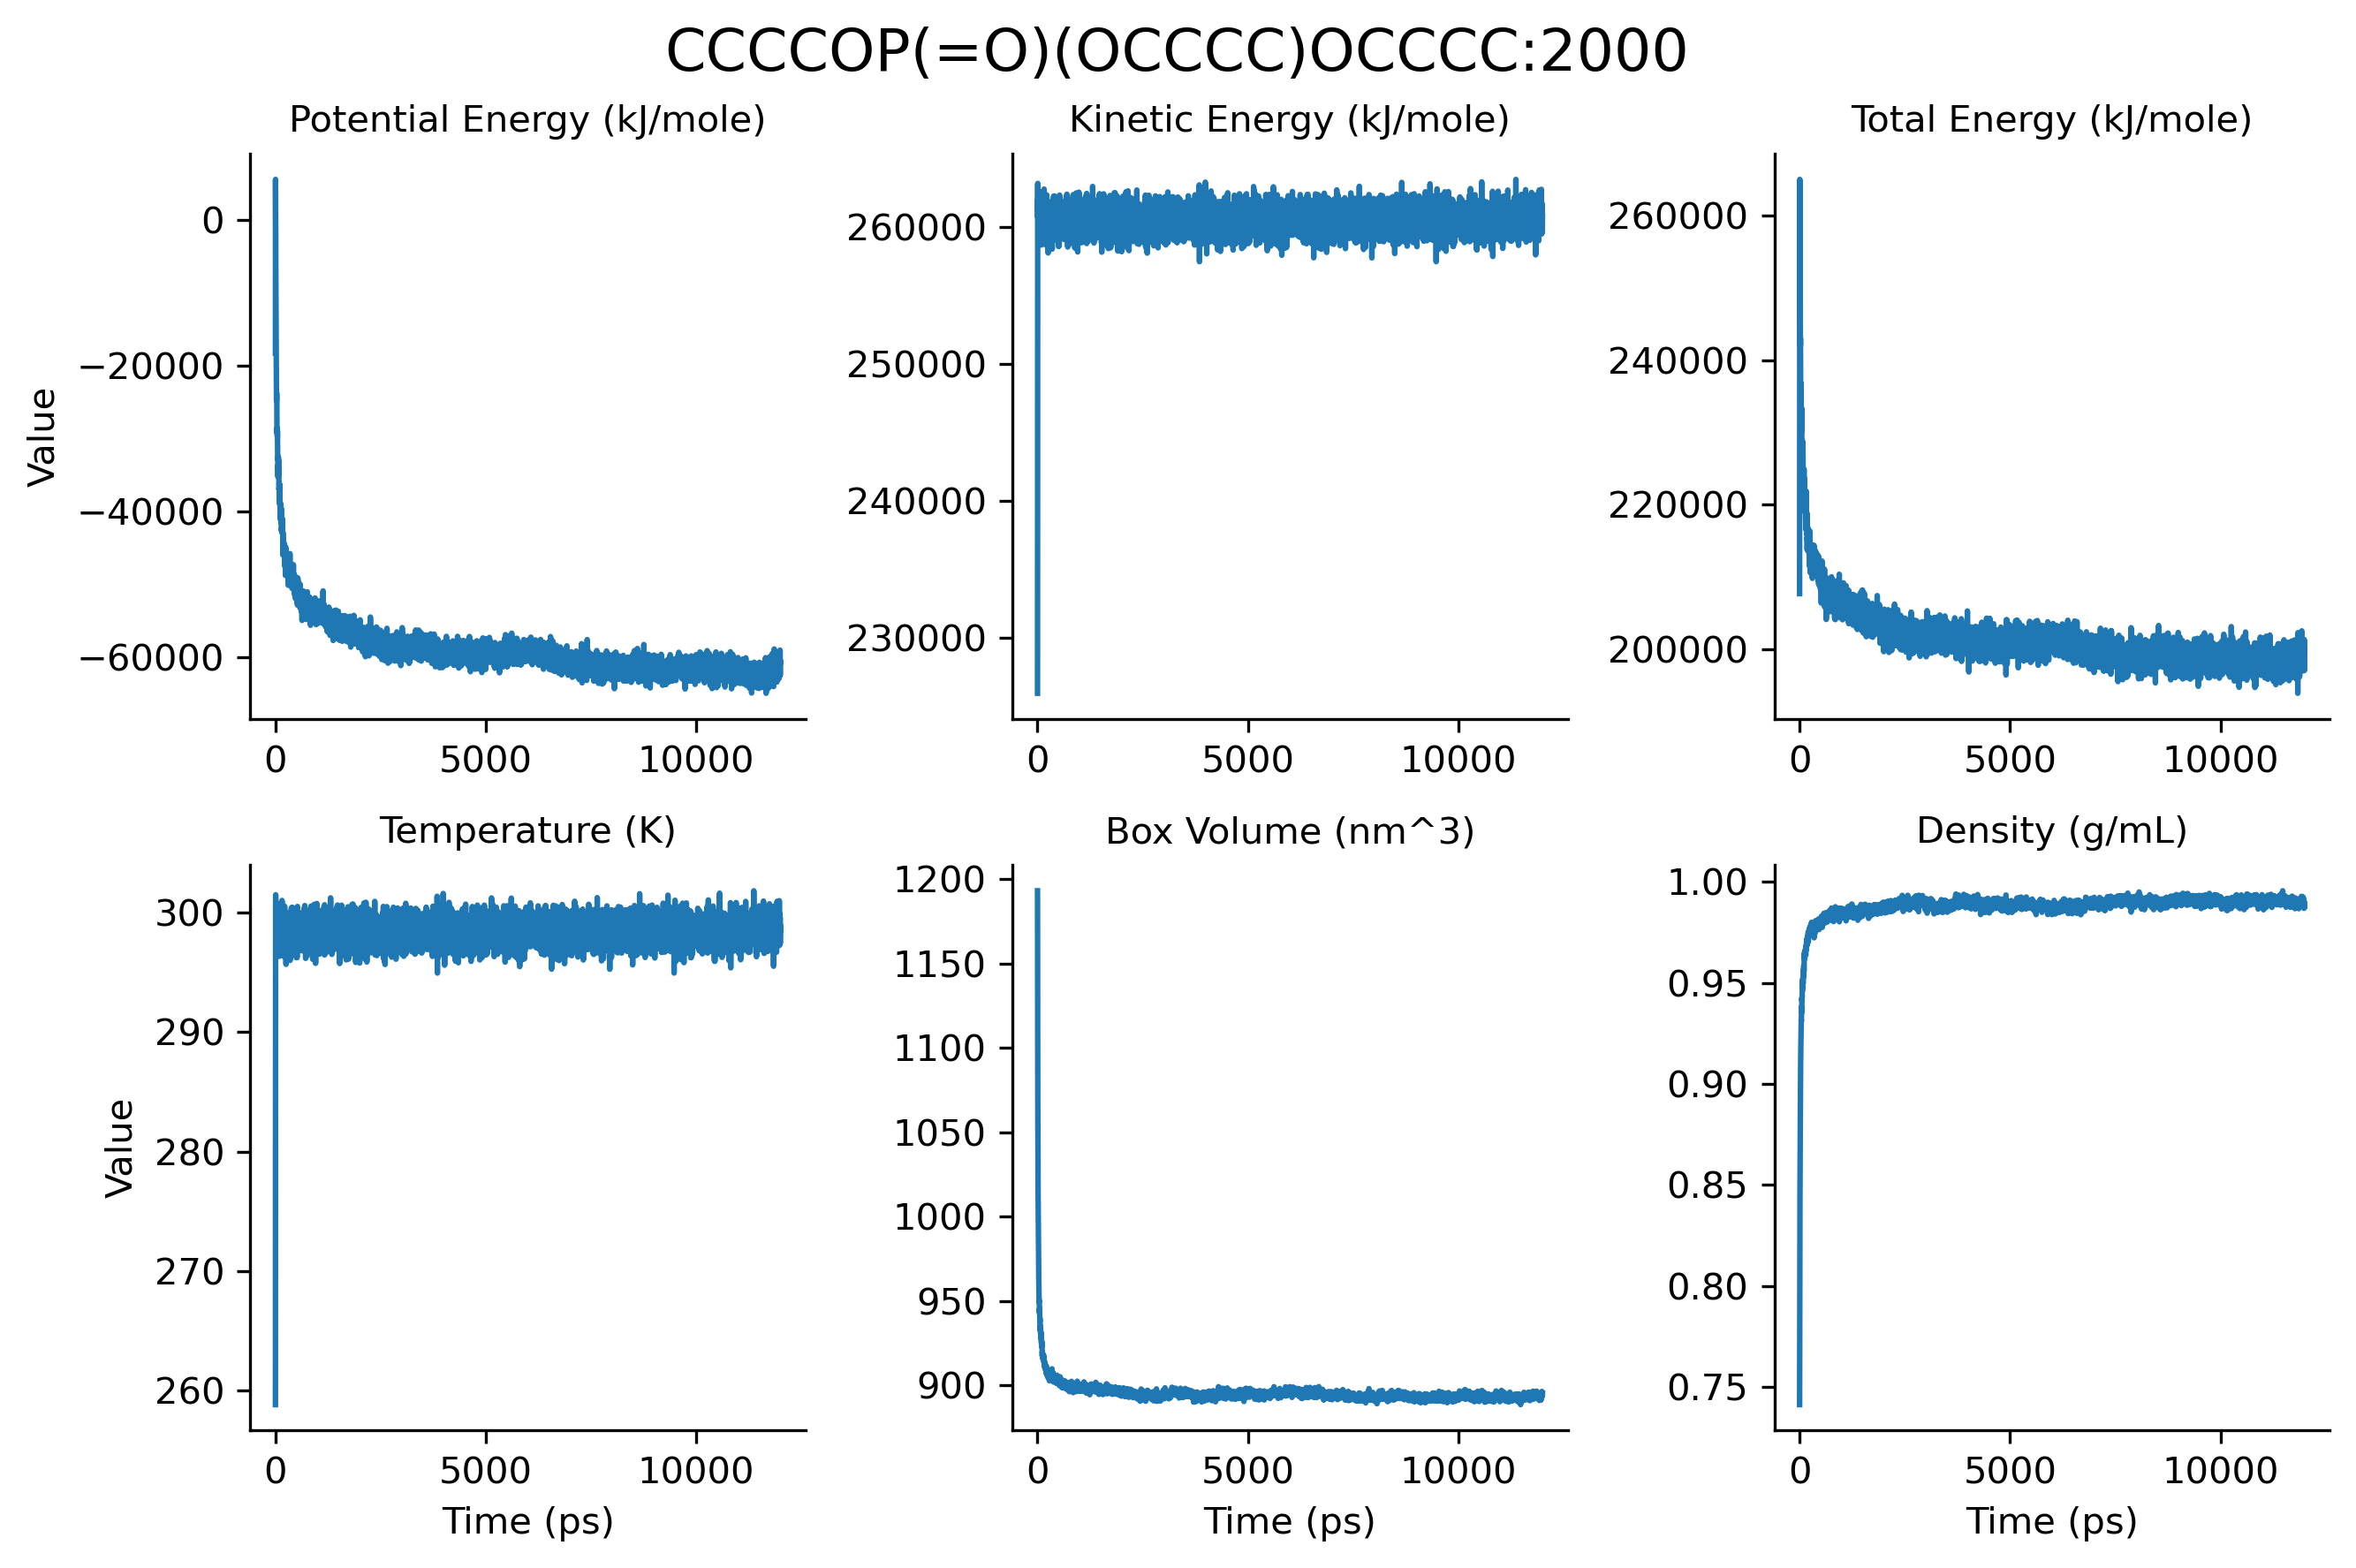 CCCCOP(=O)(OCCCC)OCCCC:2000
Potential Energy (kJ/mole)
Kinetic Energy (kJ/mole)
Total Energy (kJ/mole)
Value
0
−20000
−40000
−60000
0 5000 10000
260000
250000
240000
230000
0 5000 10000
260000
240000
220000
200000
0 5000 10000
Temperature (K)
Box Volume (nm^3)
Density (g/mL)
Value
300
290
280
270
260
0 5000 10000
Time (ps)
1200
1150
1100
1050
1000
950
900
0 5000 10000
Time (ps)
1.00
0.95
0.90
0.85
0.80
0.75
0 5000 10000
Time (ps)